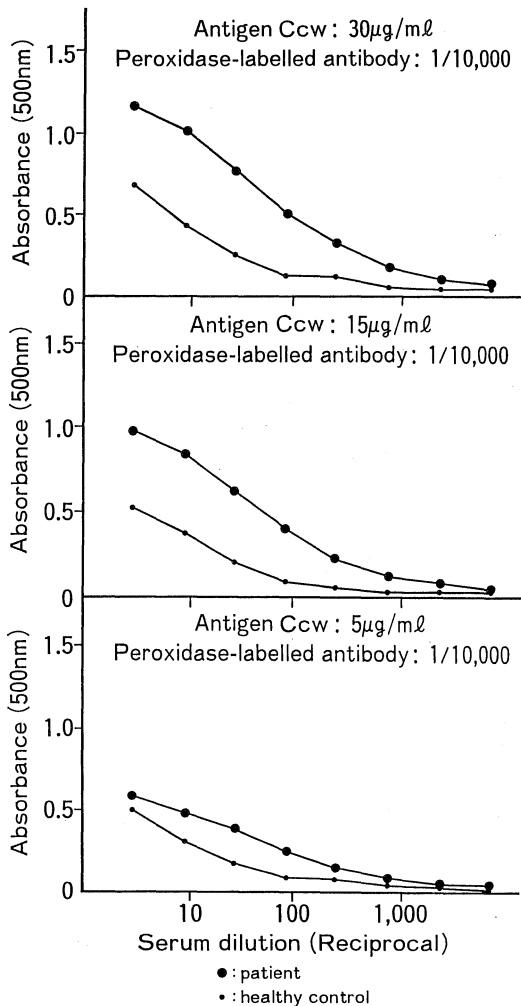 Antigen Ccw : 30μg/mℓ
Peroxidase-labelled antibody: 1/10,000
Absorbance (500nm)
1.5
1.0
0.5
0
Antigen Ccw : 15μg/mℓ
Peroxidase-labelled antibody: 1/10,000
Absorbance (500nm)
1.5
1.0
0.5
0
Antigen Ccw : 5μg/mℓ
Peroxidase-labelled antibody: 1/10,000
Absorbance (500nm)
1.5
1.0
0.5
0
10 100 1,000
Serum dilution (Reciprocal)
● : patient
• : healthy control